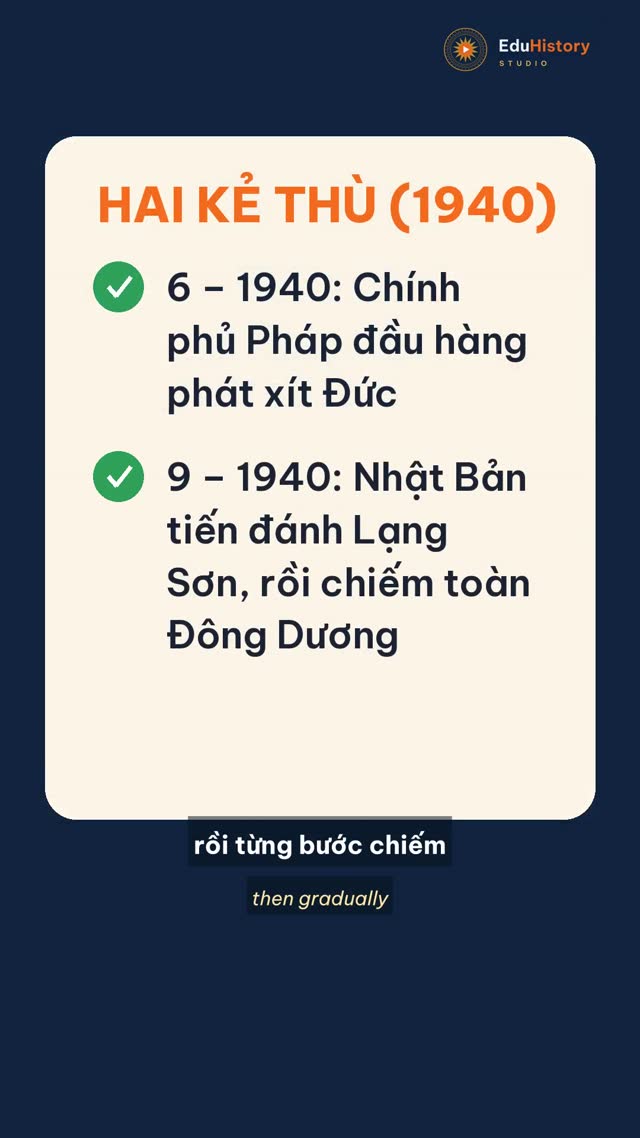 EduHistory
STUDIO
HAI KẺ THÙ (1940)
6 – 1940: Chính
phủ Pháp đầu hàng
phát xít Đức
9 – 1940: Nhật Bản
tiến đánh Lạng
Sơn, rồi chiếm toàn
Đông Dương
rồi từng bước chiếm
then gradually